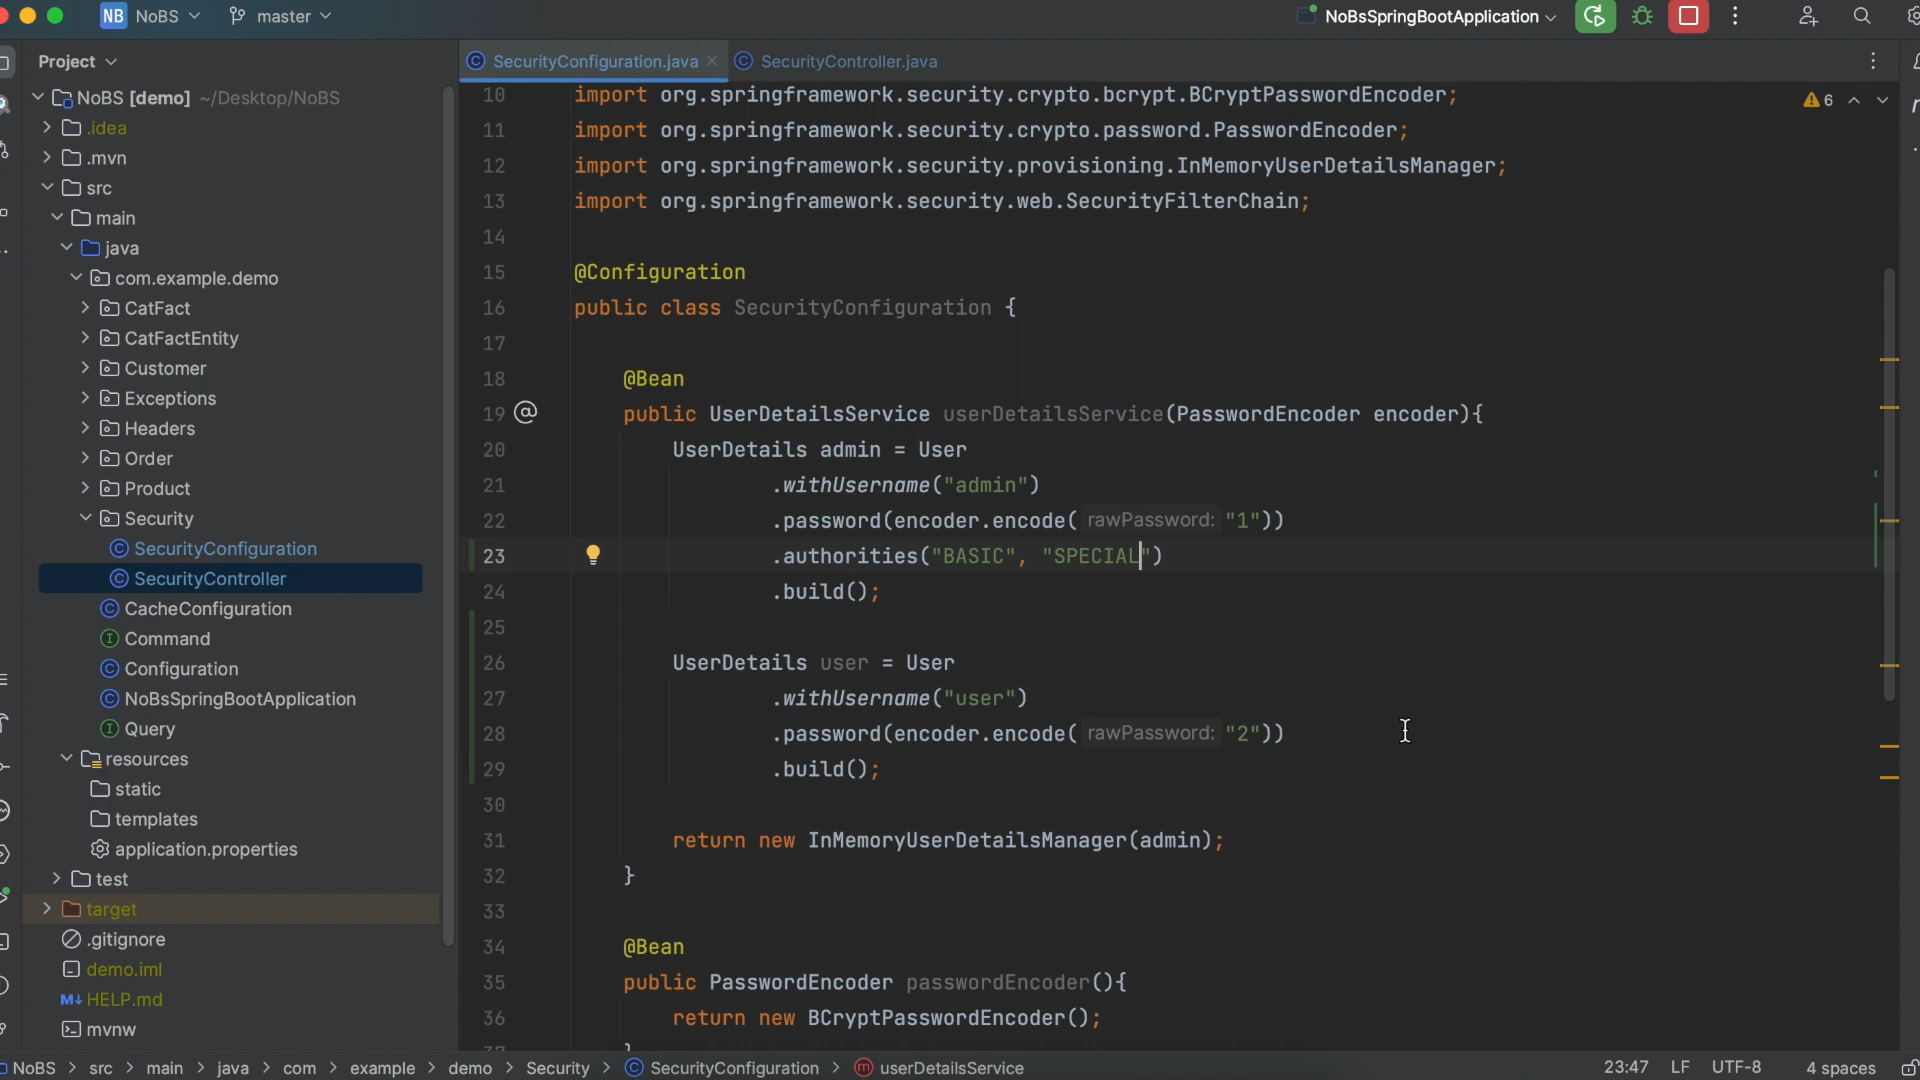 NB NoBS master NoBsSpringBootApplication
Project
SecurityConfiguration.java
SecurityController.java
NoBS [demo] ~/Desktop/NoBS
.idea
.mvn
src
main
java
com.example.demo
CatFact
CatFactEntity
Customer
Exceptions
Headers
Order
Product
Security
SecurityConfiguration
SecurityController
CacheConfiguration
Command
Configuration
NoBsSpringBootApplication
Query
resources
static
templates
application.properties
test
target
.gitignore
demo.iml
HELP.md
mvnw
6
10 import org.springframework.security.crypto.bcrypt.BCryptPasswordEncoder;
11 import org.springframework.security.crypto.password.PasswordEncoder;
12 import org.springframework.security.provisioning.InMemoryUserDetailsManager;
13 import org.springframework.security.web.SecurityFilterChain;
14
15 @Configuration
16 public class SecurityConfiguration {
17
18 @Bean
19 public UserDetailsService userDetailsService(PasswordEncoder encoder){
20 UserDetails admin = User
21 .withUsername("admin")
22 .password(encoder.encode( rawPassword: "1"))
23 .authorities("BASIC", "SPECIAL")
24 .build();
25
26 UserDetails user = User
27 .withUsername("user")
28 .password(encoder.encode( rawPassword: "2"))
29 .build();
30
31 return new InMemoryUserDetailsManager(admin);
32 }
33
34 @Bean
35 public PasswordEncoder passwordEncoder(){
36 return new BCryptPasswordEncoder();
NoBS > src > main > java > com > example > demo > Security > SecurityConfiguration > userDetailsService 23:47 LF UTF-8 4 spaces